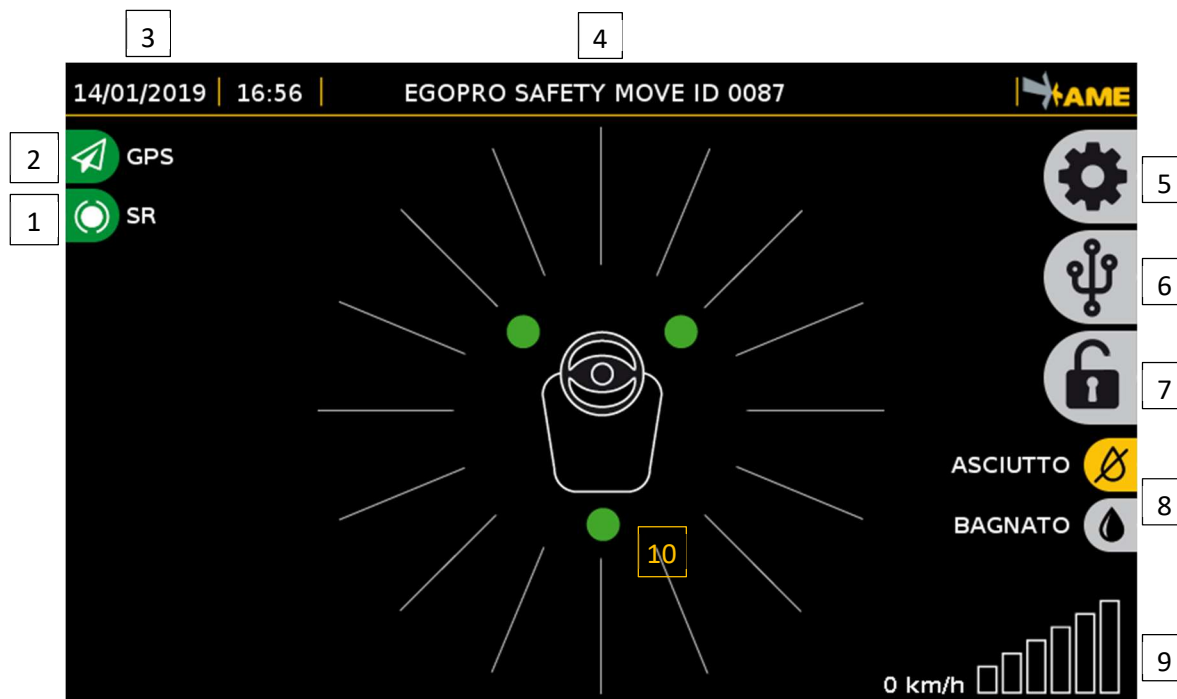 3
4
14/01/2019 16:56 EGOPRO SAFETY MOVE ID 0087 AME
2 GPS
5
1 SR
6
7
ASCIUTTO
8
BAGNATO
10
9
0 km/h